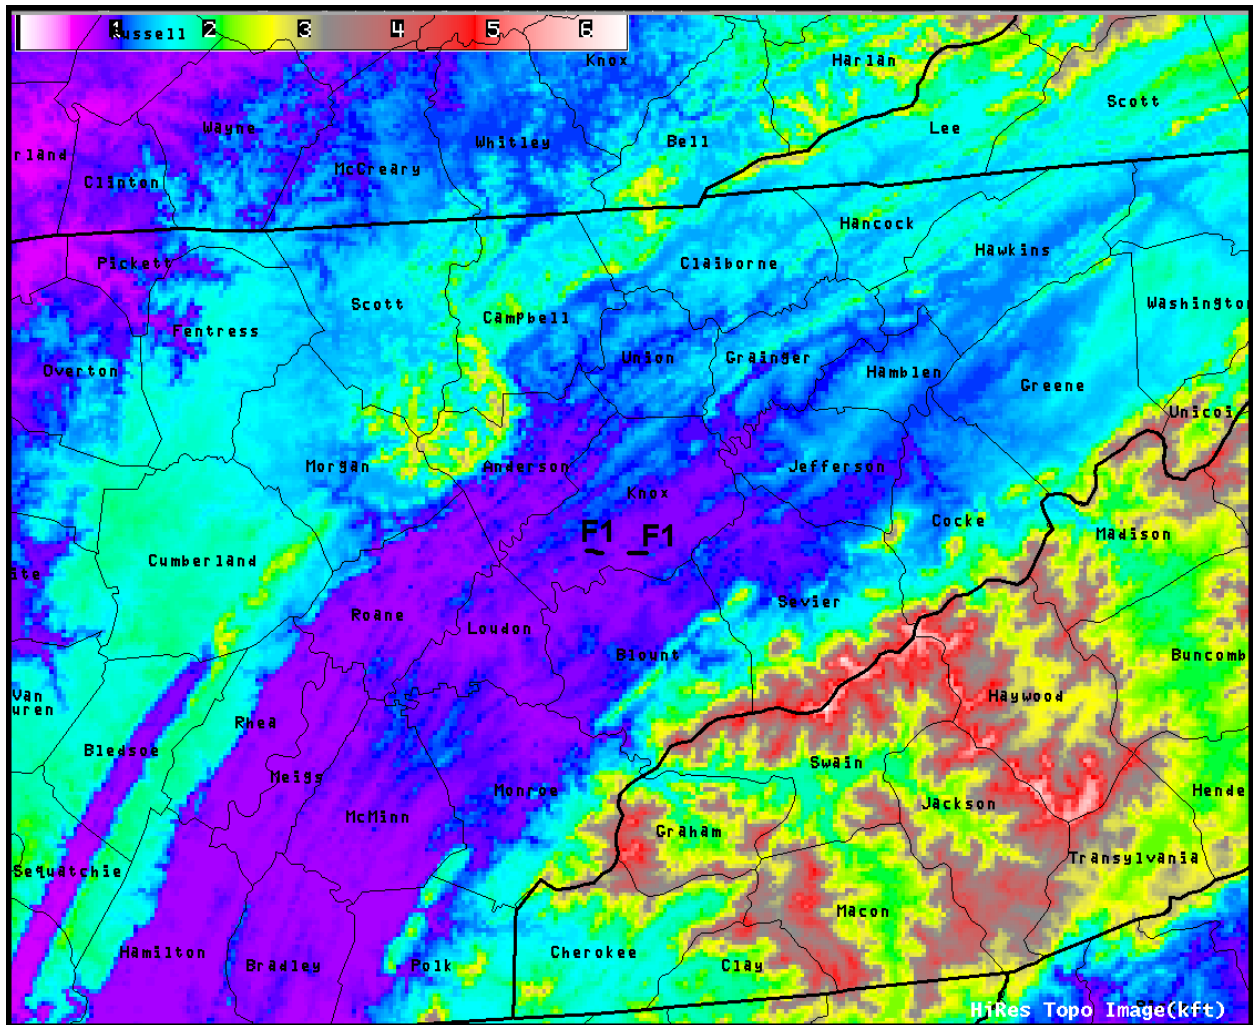 1 2 3 4 5 6
Russell
Knox
Harlan
Scott
Wayne
Lee
Whitley
Bell
rland
McCreary
Clinton
Hancock
Hawkins
Pickett
Claiborne
Scott
Washington
Fentress
Campbell
Union
Grainger
Overton
Hamblen
Greene
Unicoi
Morgan
Anderson
Jefferson
Knox
Cocke
F1 F1
Madison
Cumberland
ite
Sevier
Roane
Loudon
Blount
Buncomb
Van
uren
Haywood
Rhea
Bledsoe
Swain
Meigs
Monroe
Jackson
Hende
McMinn
Graham
Transylvania
Sequatchie
Macon
Hamilton
Cherokee
Bradley
Polk
Clay
HiRes Topo Image(kft)